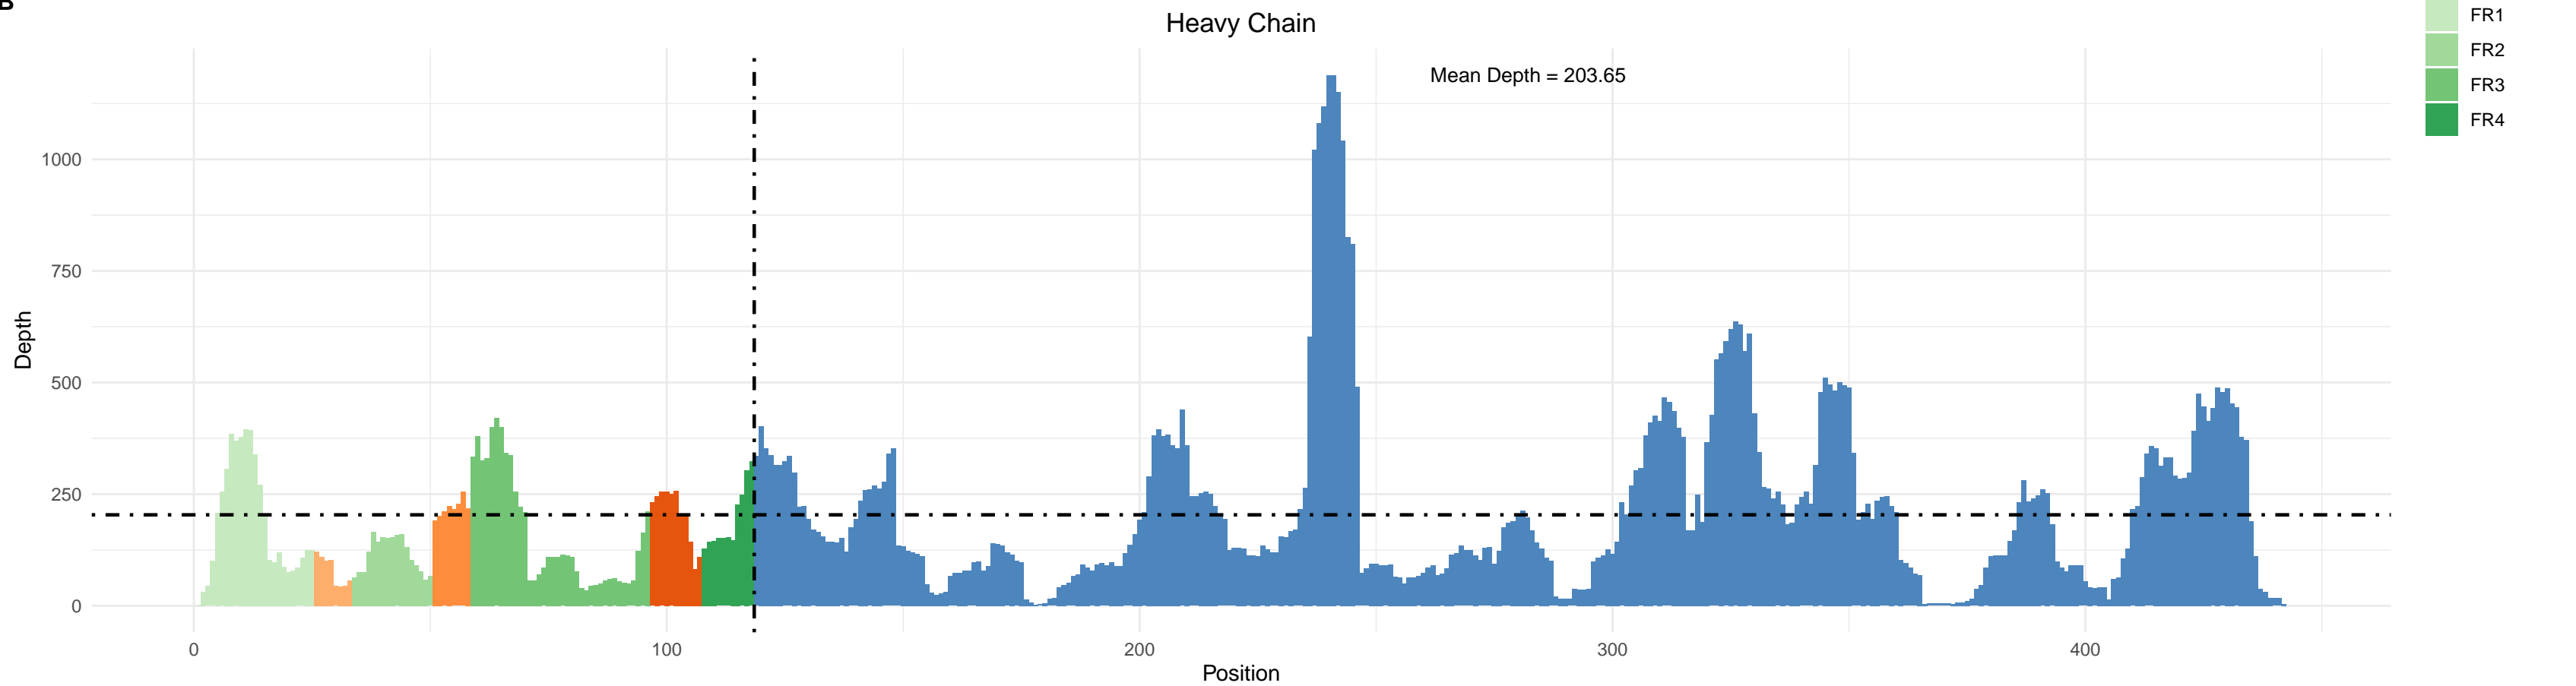 B
Heavy Chain
FR1
FR2
FR3
FR4
Mean Depth = 203.65
1000
750
500
250
0
Depth
0 100 200 300 400
Position